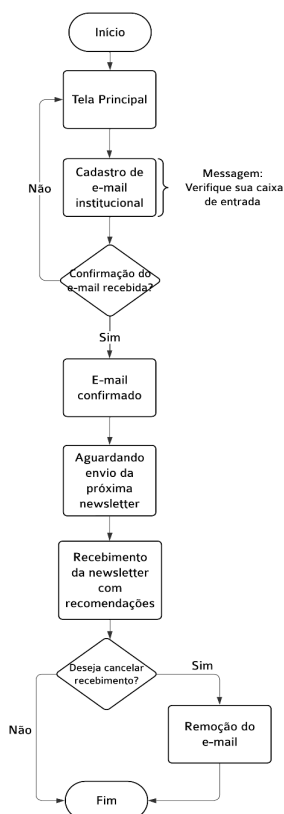 Início
Tela Principal
Não
Cadastro de
e-mail
institucional
Messagem:
Verifique sua caixa
de entrada
Confirmação do
e-mail recebida?
Sim
E-mail
confirmado
Aguardando
envio da
próxima
newsletter
Recebimento
da newsletter
com
recomendações
Deseja cancelar
recebimento?
Sim
Não
Remoção do
e-mail
Fim